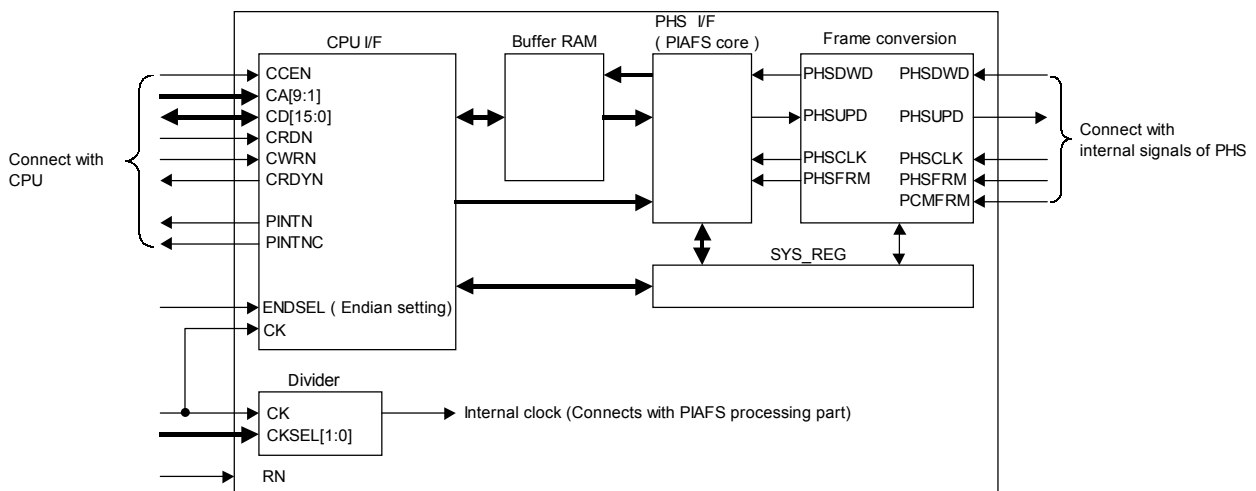 PHS I/F
CPU I/F
Buffer RAM
( PIAFS core )
Frame conversion
CCEN
PHSDWD
PHSDWD
CA[9:1]
CD[15:0]
PHSUPD
PHSUPD
CRDN
Connect with
CPU
CWRN
PHSCLK
PHSCLK
Connect with
internal signals of PHS
CRDYN
PHSFRM
PHSFRM
PCMFRM
PINTN
PINTNC
SYS_REG
ENDSEL ( Endian setting)
CK
Divider
CK
Internal clock (Connects with PIAFS processing part)
CKSEL[1:0]
RN